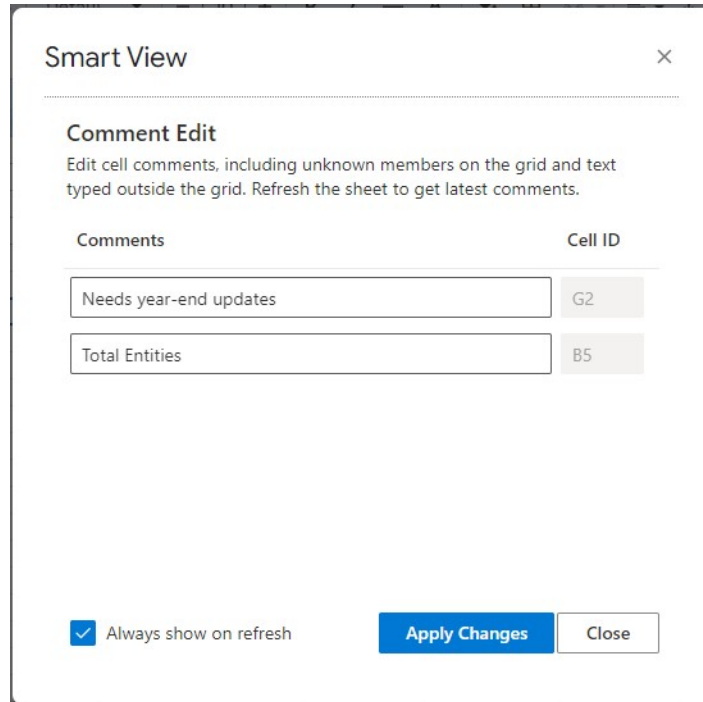 Smart View
Comment Edit
Edit cell comments, including unknown members on the grid and text
typed outside the grid. Refresh the sheet to get latest comments.
Comments Cell ID
Needs year-end updates G2
Total Entities B5
Always show on refresh Apply Changes Close